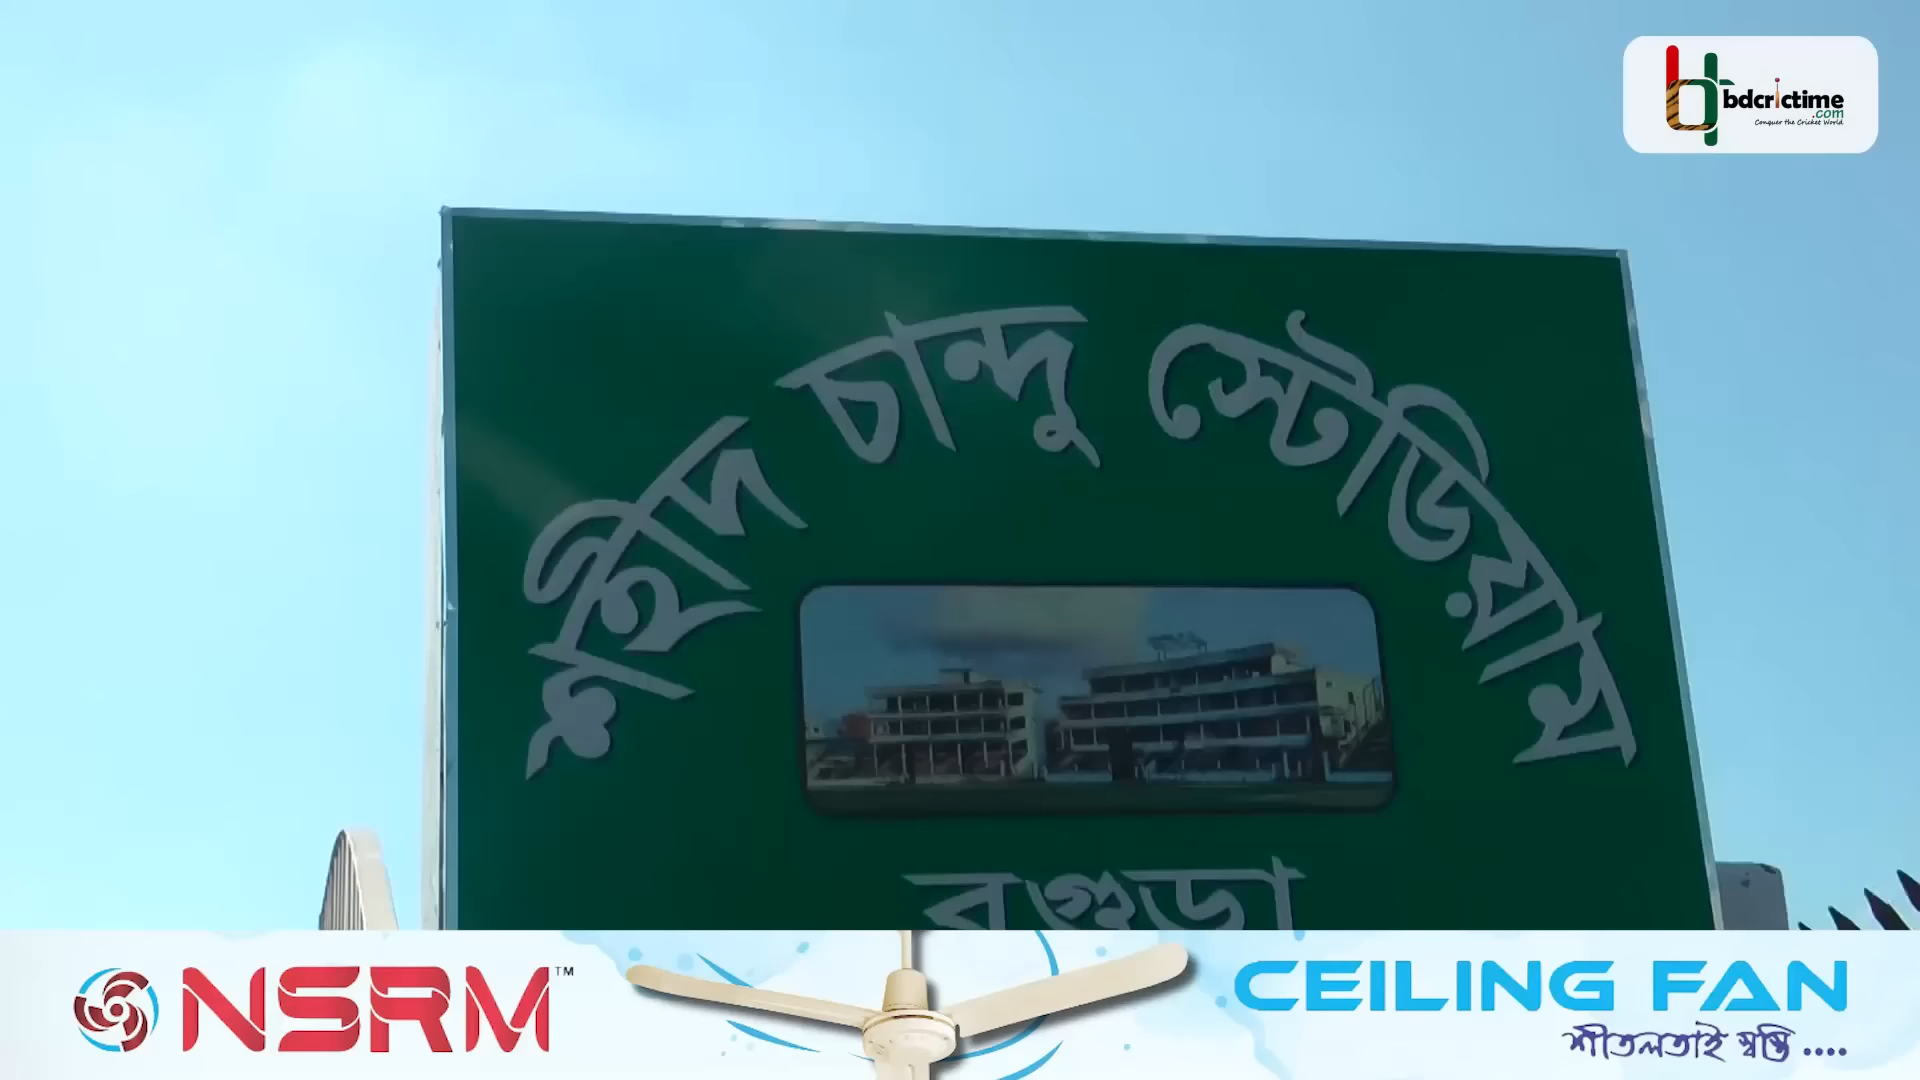 bdcrictime
.com
Conquer the Cricket World
শহীদ চান্দু স্টেডিয়াম
বগুড়া
NSRM™
CEILING FAN
শীতলতাই স্বস্তি ....